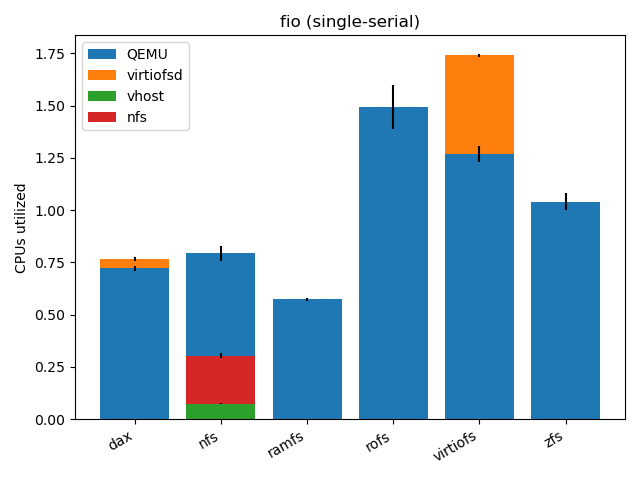 fio (single-serial)
QEMU
virtiofsd
vhost
nfs
CPUs utilized
1.75
1.50
1.25
1.00
0.75
0.50
0.25
0.00
dax
nfs
ramfs
rofs
virtiofs
zfs